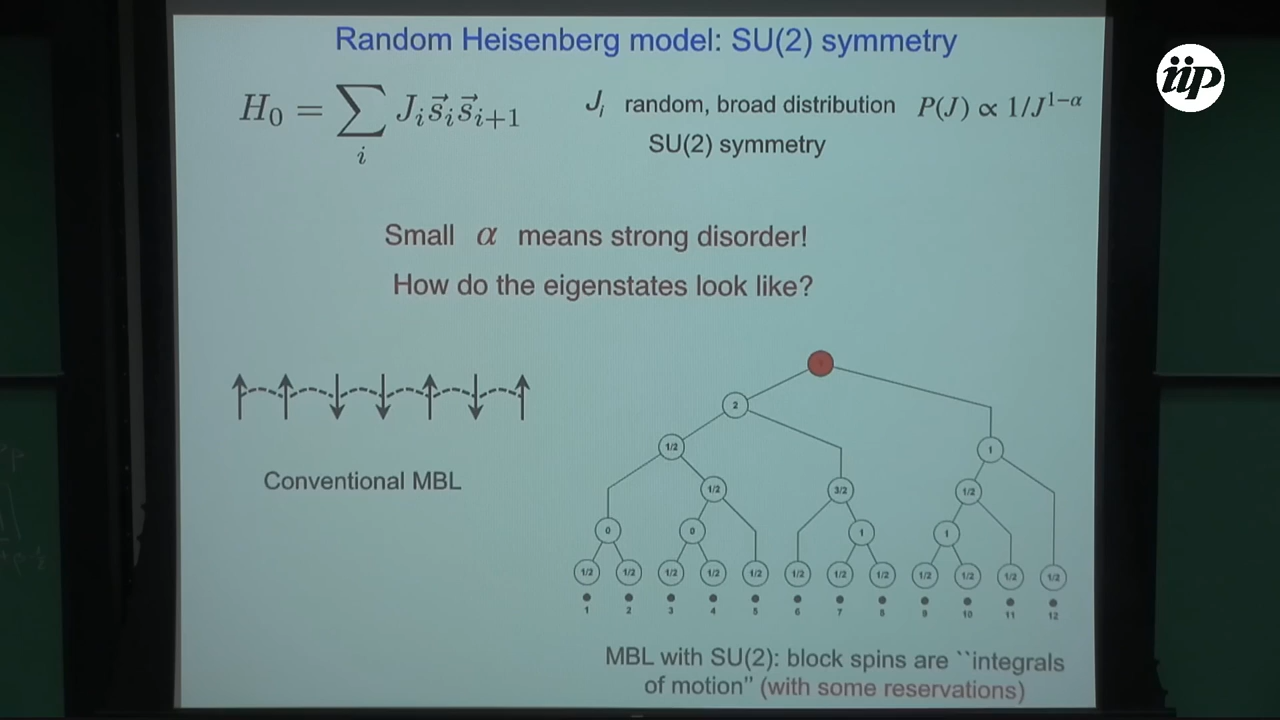 Random Heisenberg model: SU(2) symmetry
iip
H₀ = ∑ᵢ Jᵢ s⃗ᵢ s⃗ᵢ₊₁
Jᵢ random, broad distribution P(J) ∝ 1/J^{1−α}
SU(2) symmetry
Small α means strong disorder!
How do the eigenstates look like?
2
1/2 1
1/2 3/2 1/2
0 0 1 1
1/2 1/2 1/2 1/2 1/2 1/2 1/2 1/2 1/2 1/2 1/2 1/2
1 2 3 4 5 6 7 8 9 10 11 12
Conventional MBL
MBL with SU(2): block spins are ``integrals
of motion" (with some reservations)